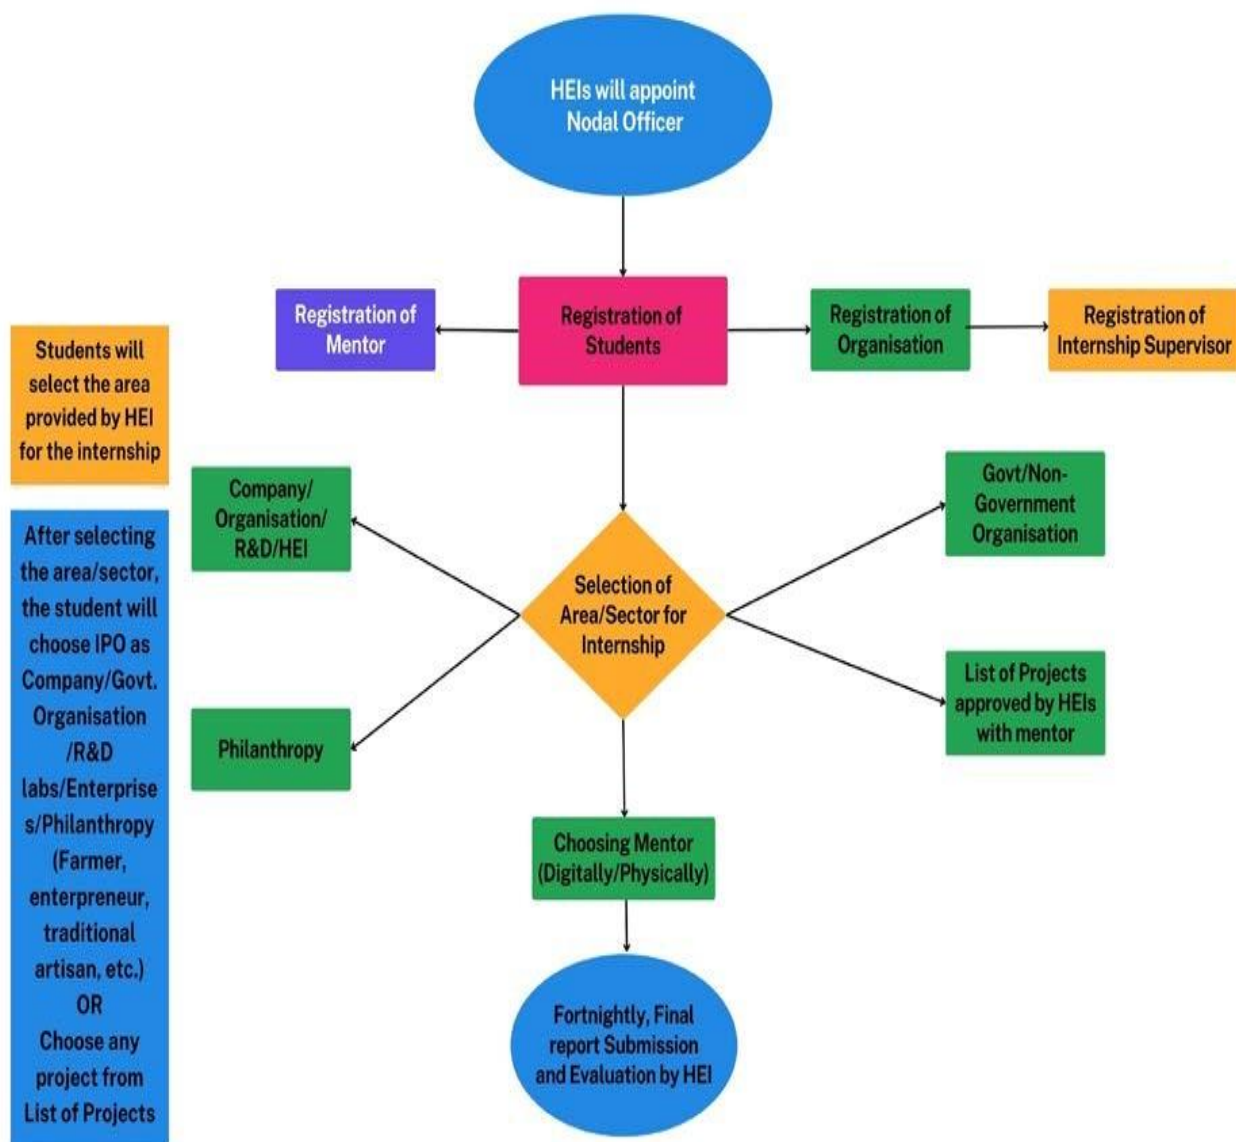 HEIs will appoint
Nodal Officer
Registration of
Mentor
Registration of
Students
Registration of
Organisation
Registration of
Internship Supervisor
Students will
select the area
provided by HEI
for the internship
Company/
Organisation/
R&D/HEI
Govt/Non-
Government
Organisation
After selecting
the area/sector,
the student will
choose IPO as
Company/Govt.
Organisation
/R&D
labs/Enterprise
s/Philanthropy
(Farmer,
enterpreneur,
traditional
artisan, etc.)
OR
Choose any
project from
List of Projects
Selection of
Area/Sector for
Internship
Philanthropy
List of Projects
approved by HEIs
with mentor
Choosing Mentor
(Digitally/Physically)
Fortnightly, Final
report Submission
and Evaluation by HEI